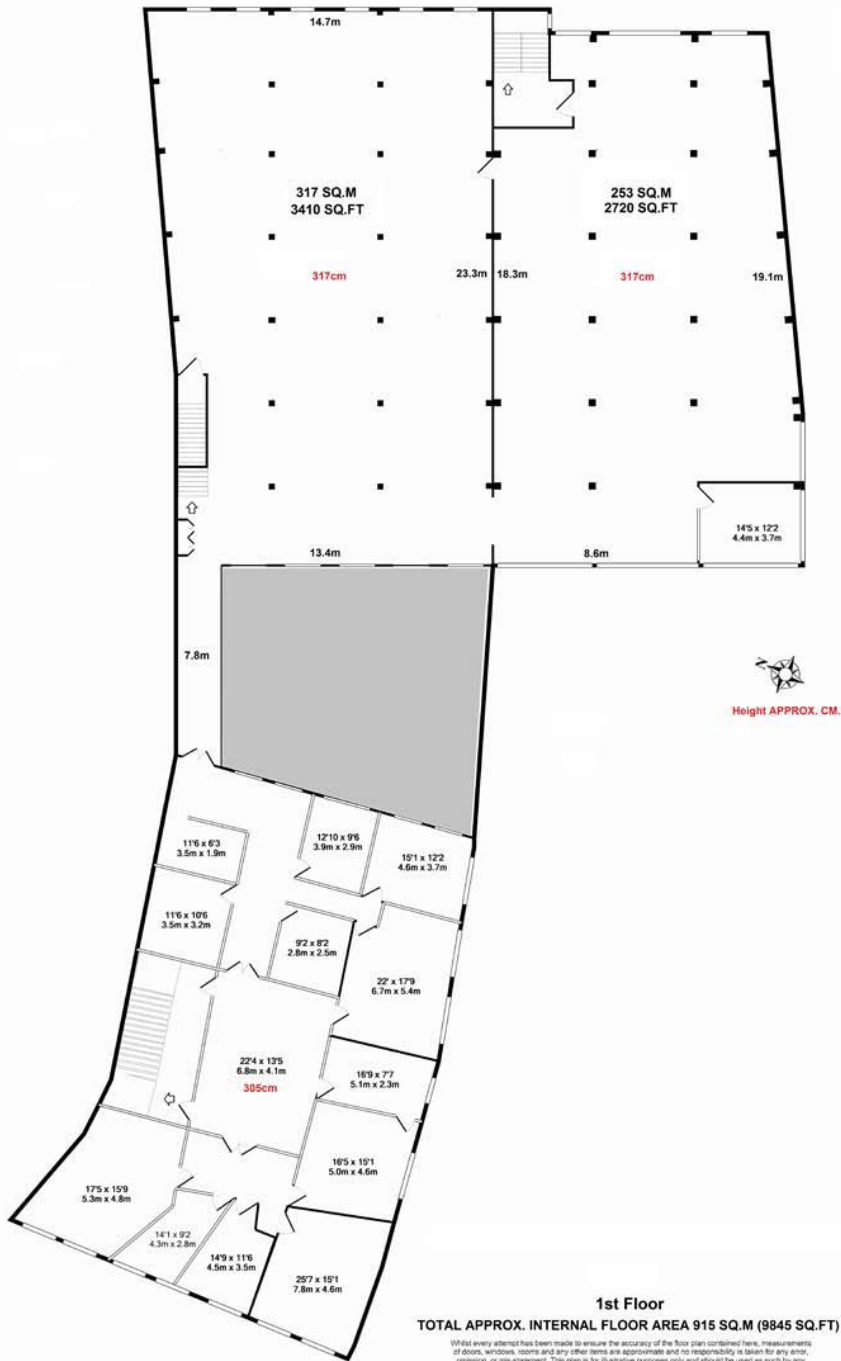 14.7m
317 SQ.M
3410 SQ.FT
253 SQ.M
2720 SQ.FT
317cm
23.3m
18.3m
317cm
19.1m
14'5 x 12'2
4.4m x 3.7m
13.4m
8.6m
7.8m
N
Height APPROX. CM.
11'6 x 6'3
3.5m x 1.9m
12'10 x 9'6
3.9m x 2.9m
15'1 x 12'2
4.6m x 3.7m
11'6 x 10'6
3.5m x 3.2m
9'2 x 8'2
2.8m x 2.5m
22' x 17'9
6.7m x 5.4m
22'4 x 13'5
6.8m x 4.1m
305cm
16'9 x 7'7
5.1m x 2.3m
16'5 x 15'1
5.0m x 4.6m
17'5 x 15'9
5.3m x 4.8m
14'1 x 9'2
4.3m x 2.8m
14'9 x 11'6
4.5m x 3.5m
25'7 x 15'1
7.8m x 4.6m
1st Floor
TOTAL APPROX. INTERNAL FLOOR AREA 915 SQ.M (9845 SQ.FT)
Whilst every attempt has been made to ensure the accuracy of the floor plan contained here, measurements
of doors, windows, rooms and any other items are approximate and no responsibility is taken for any error,